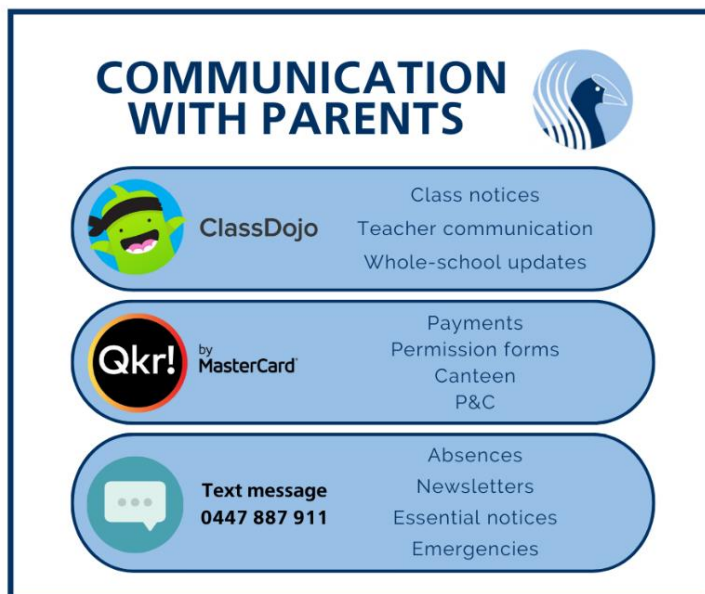 COMMUNICATION
WITH PARENTS
ClassDojo
Class notices
Teacher communication
Whole-school updates
Qkr!
by
MasterCard
Payments
Permission forms
Canteen
P&C
Text message
0447 887 911
Absences
Newsletters
Essential notices
Emergencies